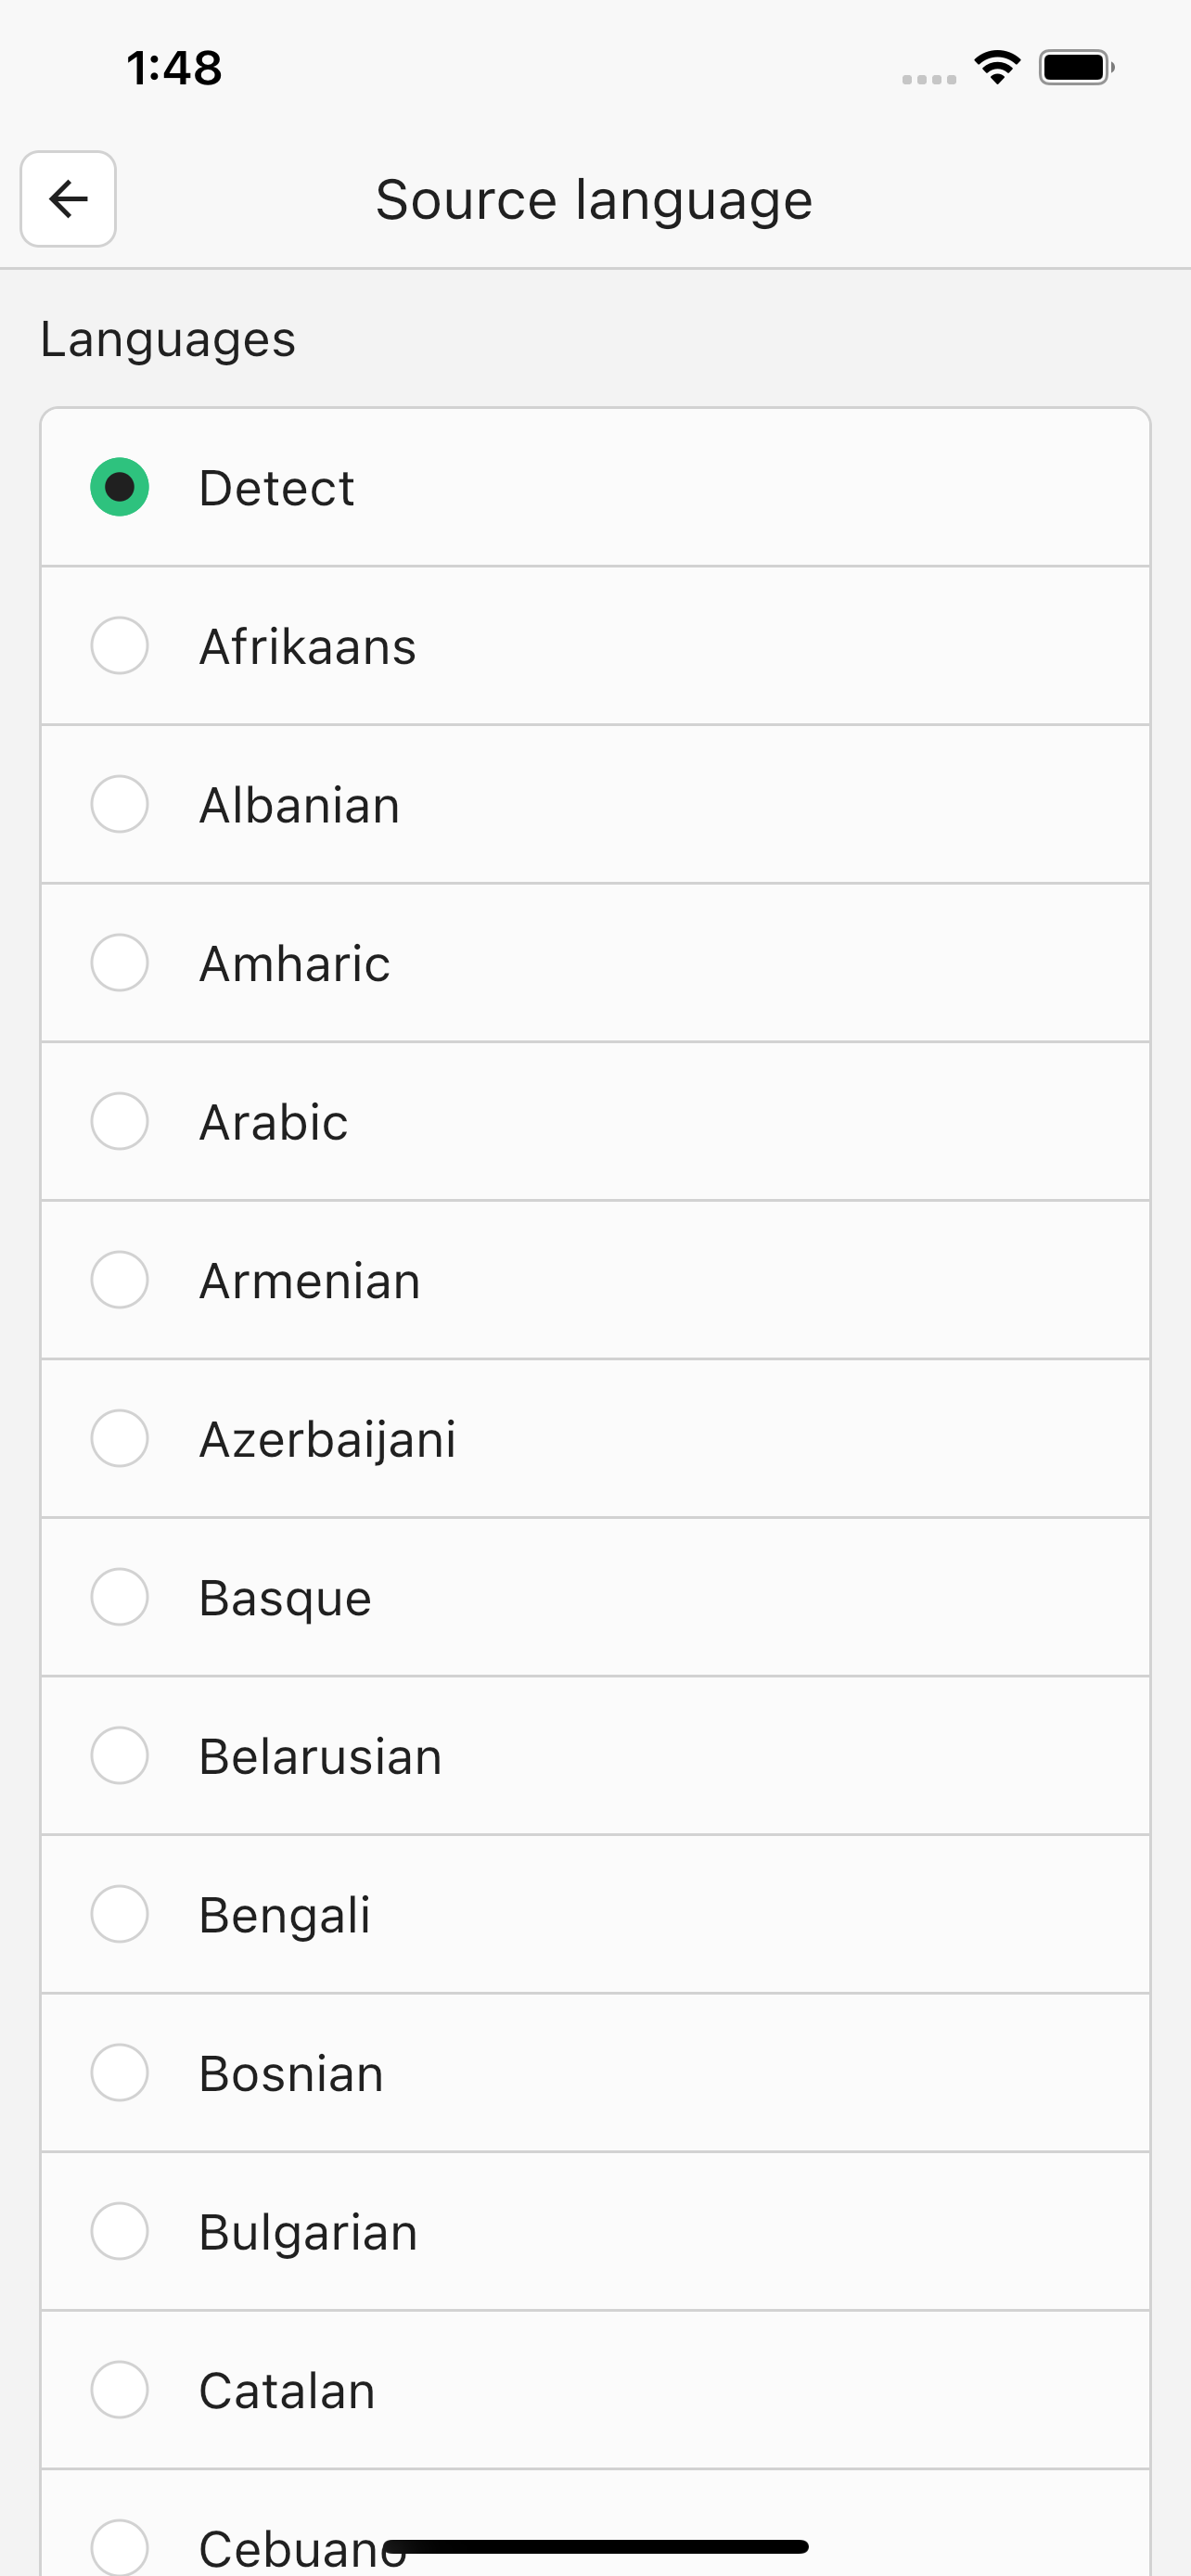 1:48
Source language
Languages
Detect
Afrikaans
Albanian
Amharic
Arabic
Armenian
Azerbaijani
Basque
Belarusian
Bengali
Bosnian
Bulgarian
Catalan
Cebuano